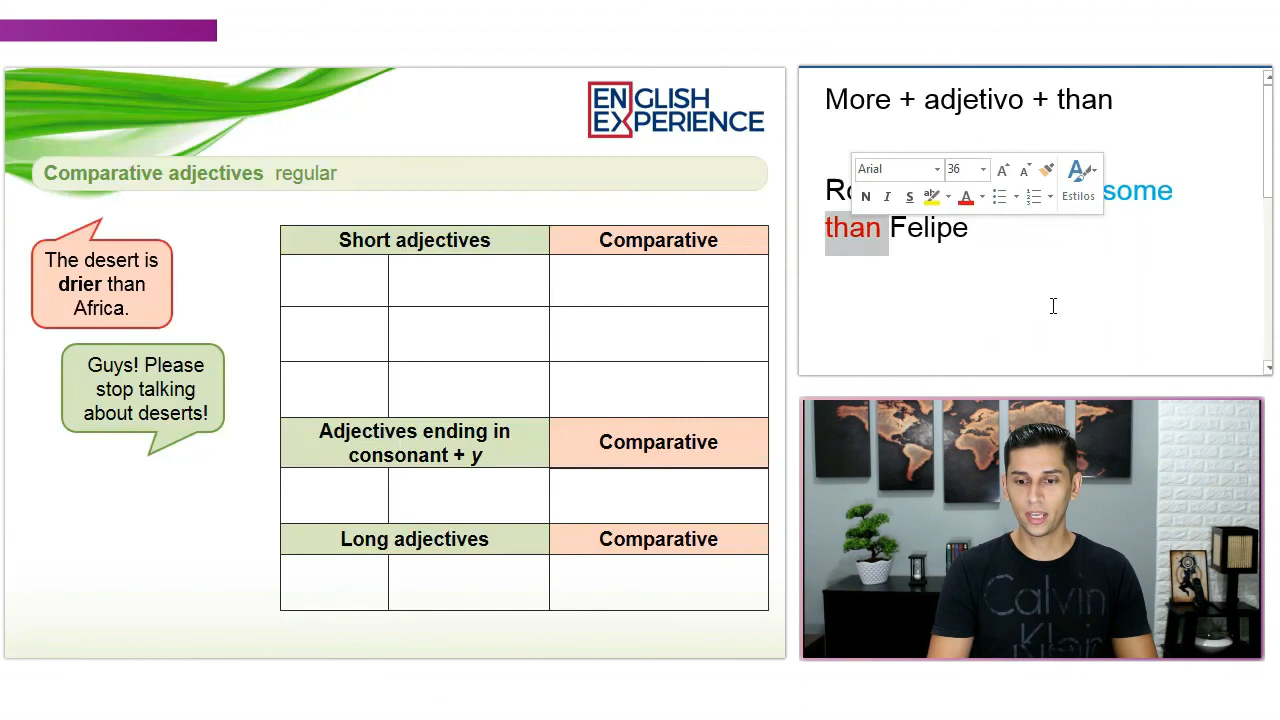 ENGLISH
EXPERIENCE
Comparative adjectives regular
The desert is
drier than
Africa.
Guys! Please
stop talking
about deserts!
Short adjectives
Comparative
Adjectives ending in
consonant + y
Comparative
Long adjectives
Comparative
More + adjetivo + than
Arial 36
N I S
Estilos
some
than Felipe
Calvin
Klein